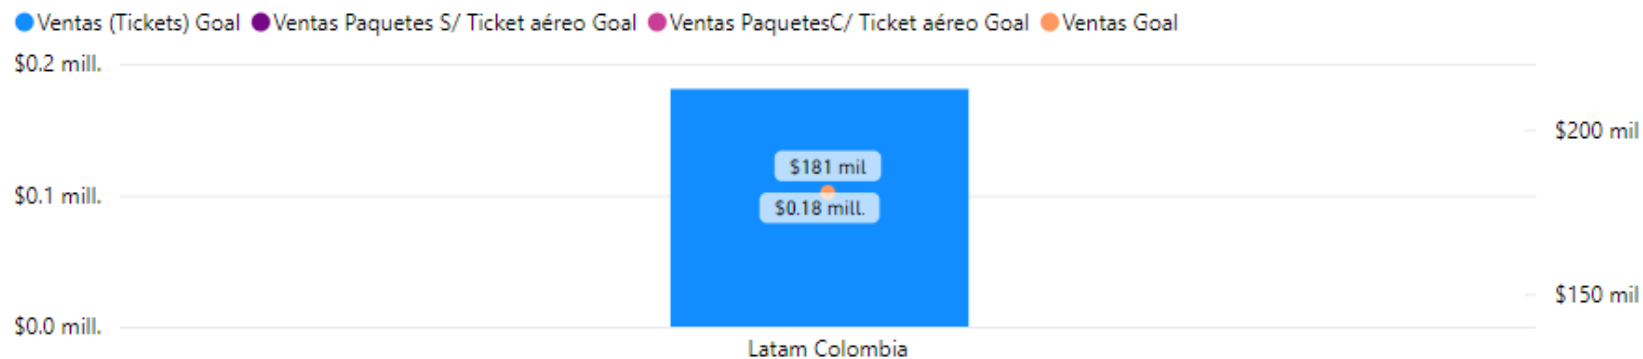 Ventas (Tickets) Goal Ventas Paquetes S/ Ticket aéreo Goal Ventas PaquetesC/ Ticket aéreo Goal Ventas Goal
$0.2 mill.
$200 mil
$181 mil
$0.1 mill.
$0.18 mill.
$150 mil
$0.0 mill.
Latam Colombia